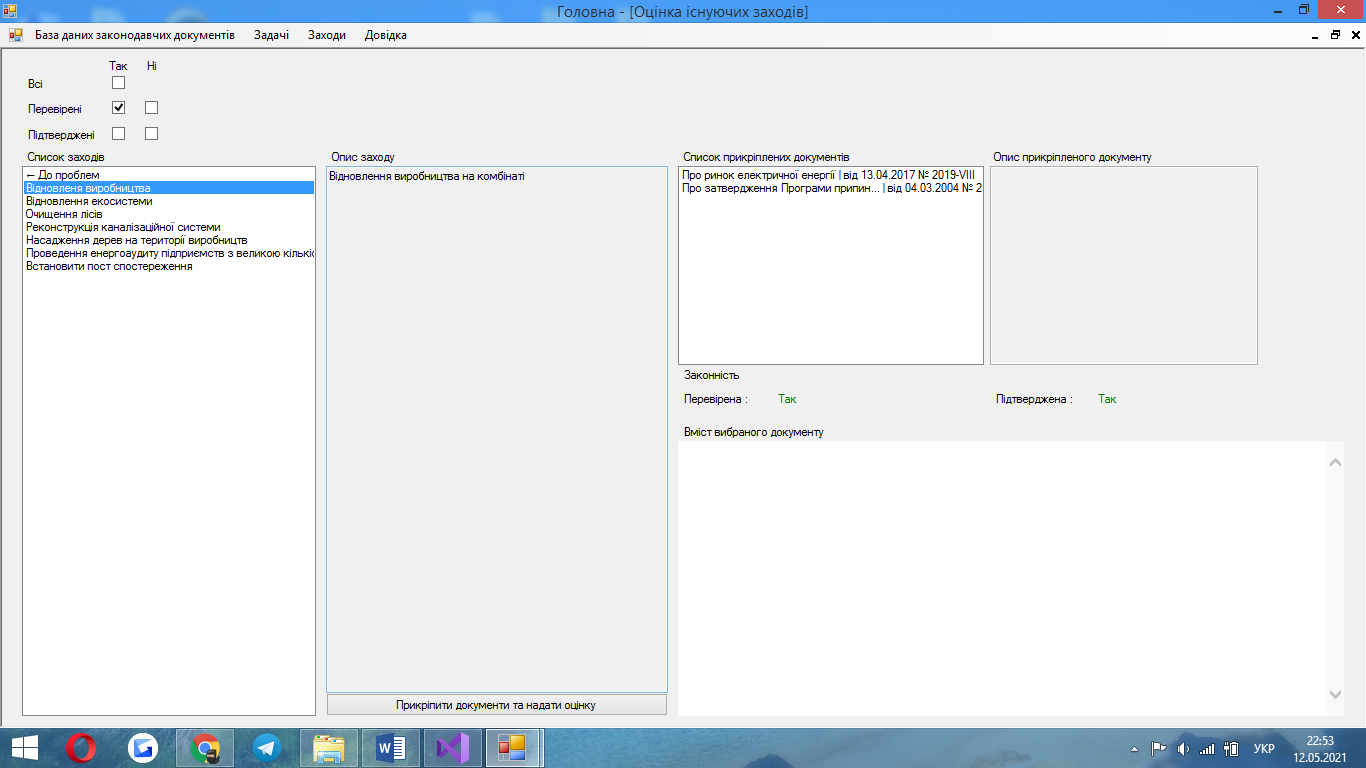 Головна - [Оцінка існуючих заходів]
База даних законодавчих документів Задачі Заходи Довідка
Так Ні
Всі
Перевірені
Підтверджені
Список заходів
← До проблем
Відновленя виробництва
Відновлення екосистеми
Очищення лісів
Реконструкція каналізаційної системи
Насадження дерев на території виробництв
Проведення енергоаудиту підприємств з великою кількіс
Встановити пост спостереження
Опис заходу
Відновлення виробництва на комбінаті
Прикріпити документи та надати оцінку
Список прикріплених документів
Про ринок електричної енергії | від 13.04.2017 № 2019-VIII
Про затвердження Програми припин... | від 04.03.2004 № 2
Опис прикріпленого документу
Законність
Перевірена : Так
Підтверджена : Так
Вміст вибраного документу
УКР
22:53
12.05.2021